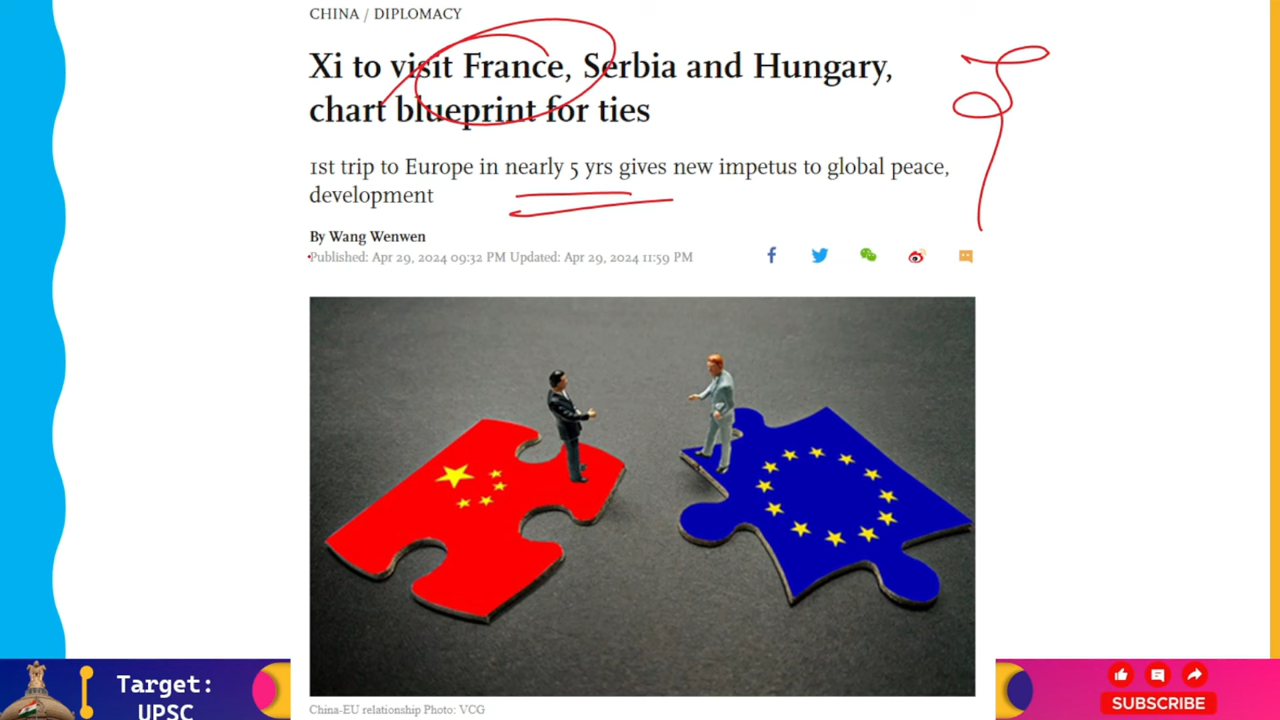 CHINA / DIPLOMACY
Xi to visit France, Serbia and Hungary,
chart blueprint for ties
1st trip to Europe in nearly 5 yrs gives new impetus to global peace,
development
By Wang Wenwen
Published: Apr 29, 2024 09:32 PM Updated: Apr 29, 2024 11:59 PM
China-EU relationship Photo: VCG
Target:
UPSC
SUBSCRIBE